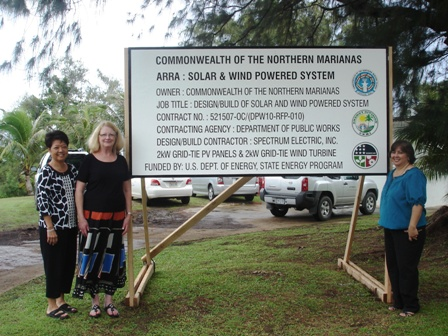 COMMONWEALTH OF THE NORTHERN MARIANAS
ARRA : SOLAR & WIND POWERED SYSTEM
OWNER : COMMONWEALTH OF THE NORTHERN MARIANAS
JOB TITLE : DESIGN/BUILD OF SOLAR AND WIND POWERED SYSTEM
CONTRACT NO. : 521507-OC/(DPW10-RFP-010)
CONTRACTING AGENCY : DEPARTMENT OF PUBLIC WORKS
DESIGN/BUILD CONTRACTOR : SPECTRUM ELECTRIC, INC.
2KW GRID-TIE PV PANELS & 2KW GRID-TIE WIND TURBINE
FUNDED BY: U.S. DEPT. OF ENERGY, STATE ENERGY PROGRAM